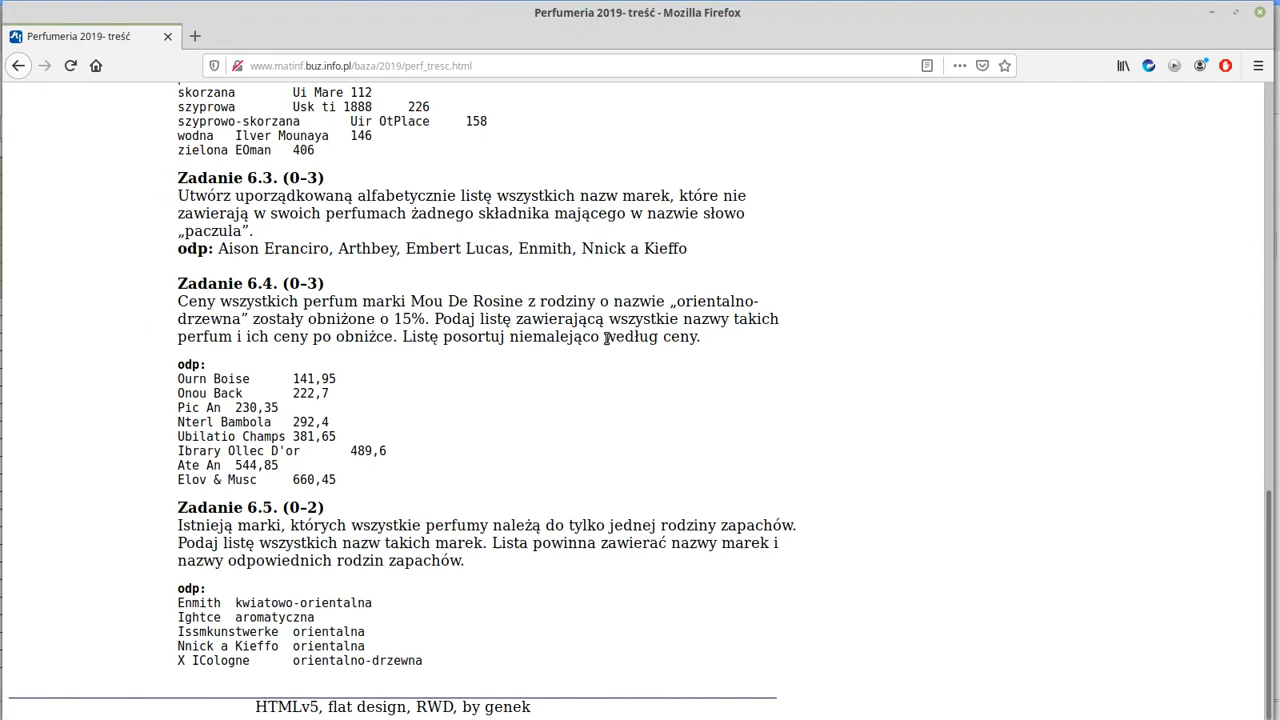 Perfumeria 2019- treść - Mozilla Firefox
Perfumeria 2019- treść
www.matinf.buz.info.pl/baza/2019/perf_tresc.html
skorzana Ui Mare 112
szyprowa Usk ti 1888 226
szyprowo-skorzana Uir OtPlace 158
wodna Ilver Mounaya 146
zielona EOman 406
Zadanie 6.3. (0–3)
Utwórz uporządkowaną alfabetycznie listę wszystkich nazw marek, które nie
zawierają w swoich perfumach żadnego składnika mającego w nazwie słowo
„paczula”.
odp: Aison Eranciro, Arthbey, Embert Lucas, Enmith, Nnick a Kieffo
Zadanie 6.4. (0–3)
Ceny wszystkich perfum marki Mou De Rosine z rodziny o nazwie „orientalno-
drzewna” zostały obniżone o 15%. Podaj listę zawierającą wszystkie nazwy takich
perfum i ich ceny po obniżce. Listę posortuj niemalejąco według ceny.
odp:
Ourn Boise 141,95
Onou Back 222,7
Pic An 230,35
Nterl Bambola 292,4
Ubilatio Champs 381,65
Ibrary Ollec D'or 489,6
Ate An 544,85
Elov & Musc 660,45
Zadanie 6.5. (0–2)
Istnieją marki, których wszystkie perfumy należą do tylko jednej rodziny zapachów.
Podaj listę wszystkich nazw takich marek. Lista powinna zawierać nazwy marek i
nazwy odpowiednich rodzin zapachów.
odp:
Enmith kwiatowo-orientalna
Ightce aromatyczna
Issmkunstwerke orientalna
Nnick a Kieffo orientalna
X ICologne orientalno-drzewna
HTMLv5, flat design, RWD, by genek